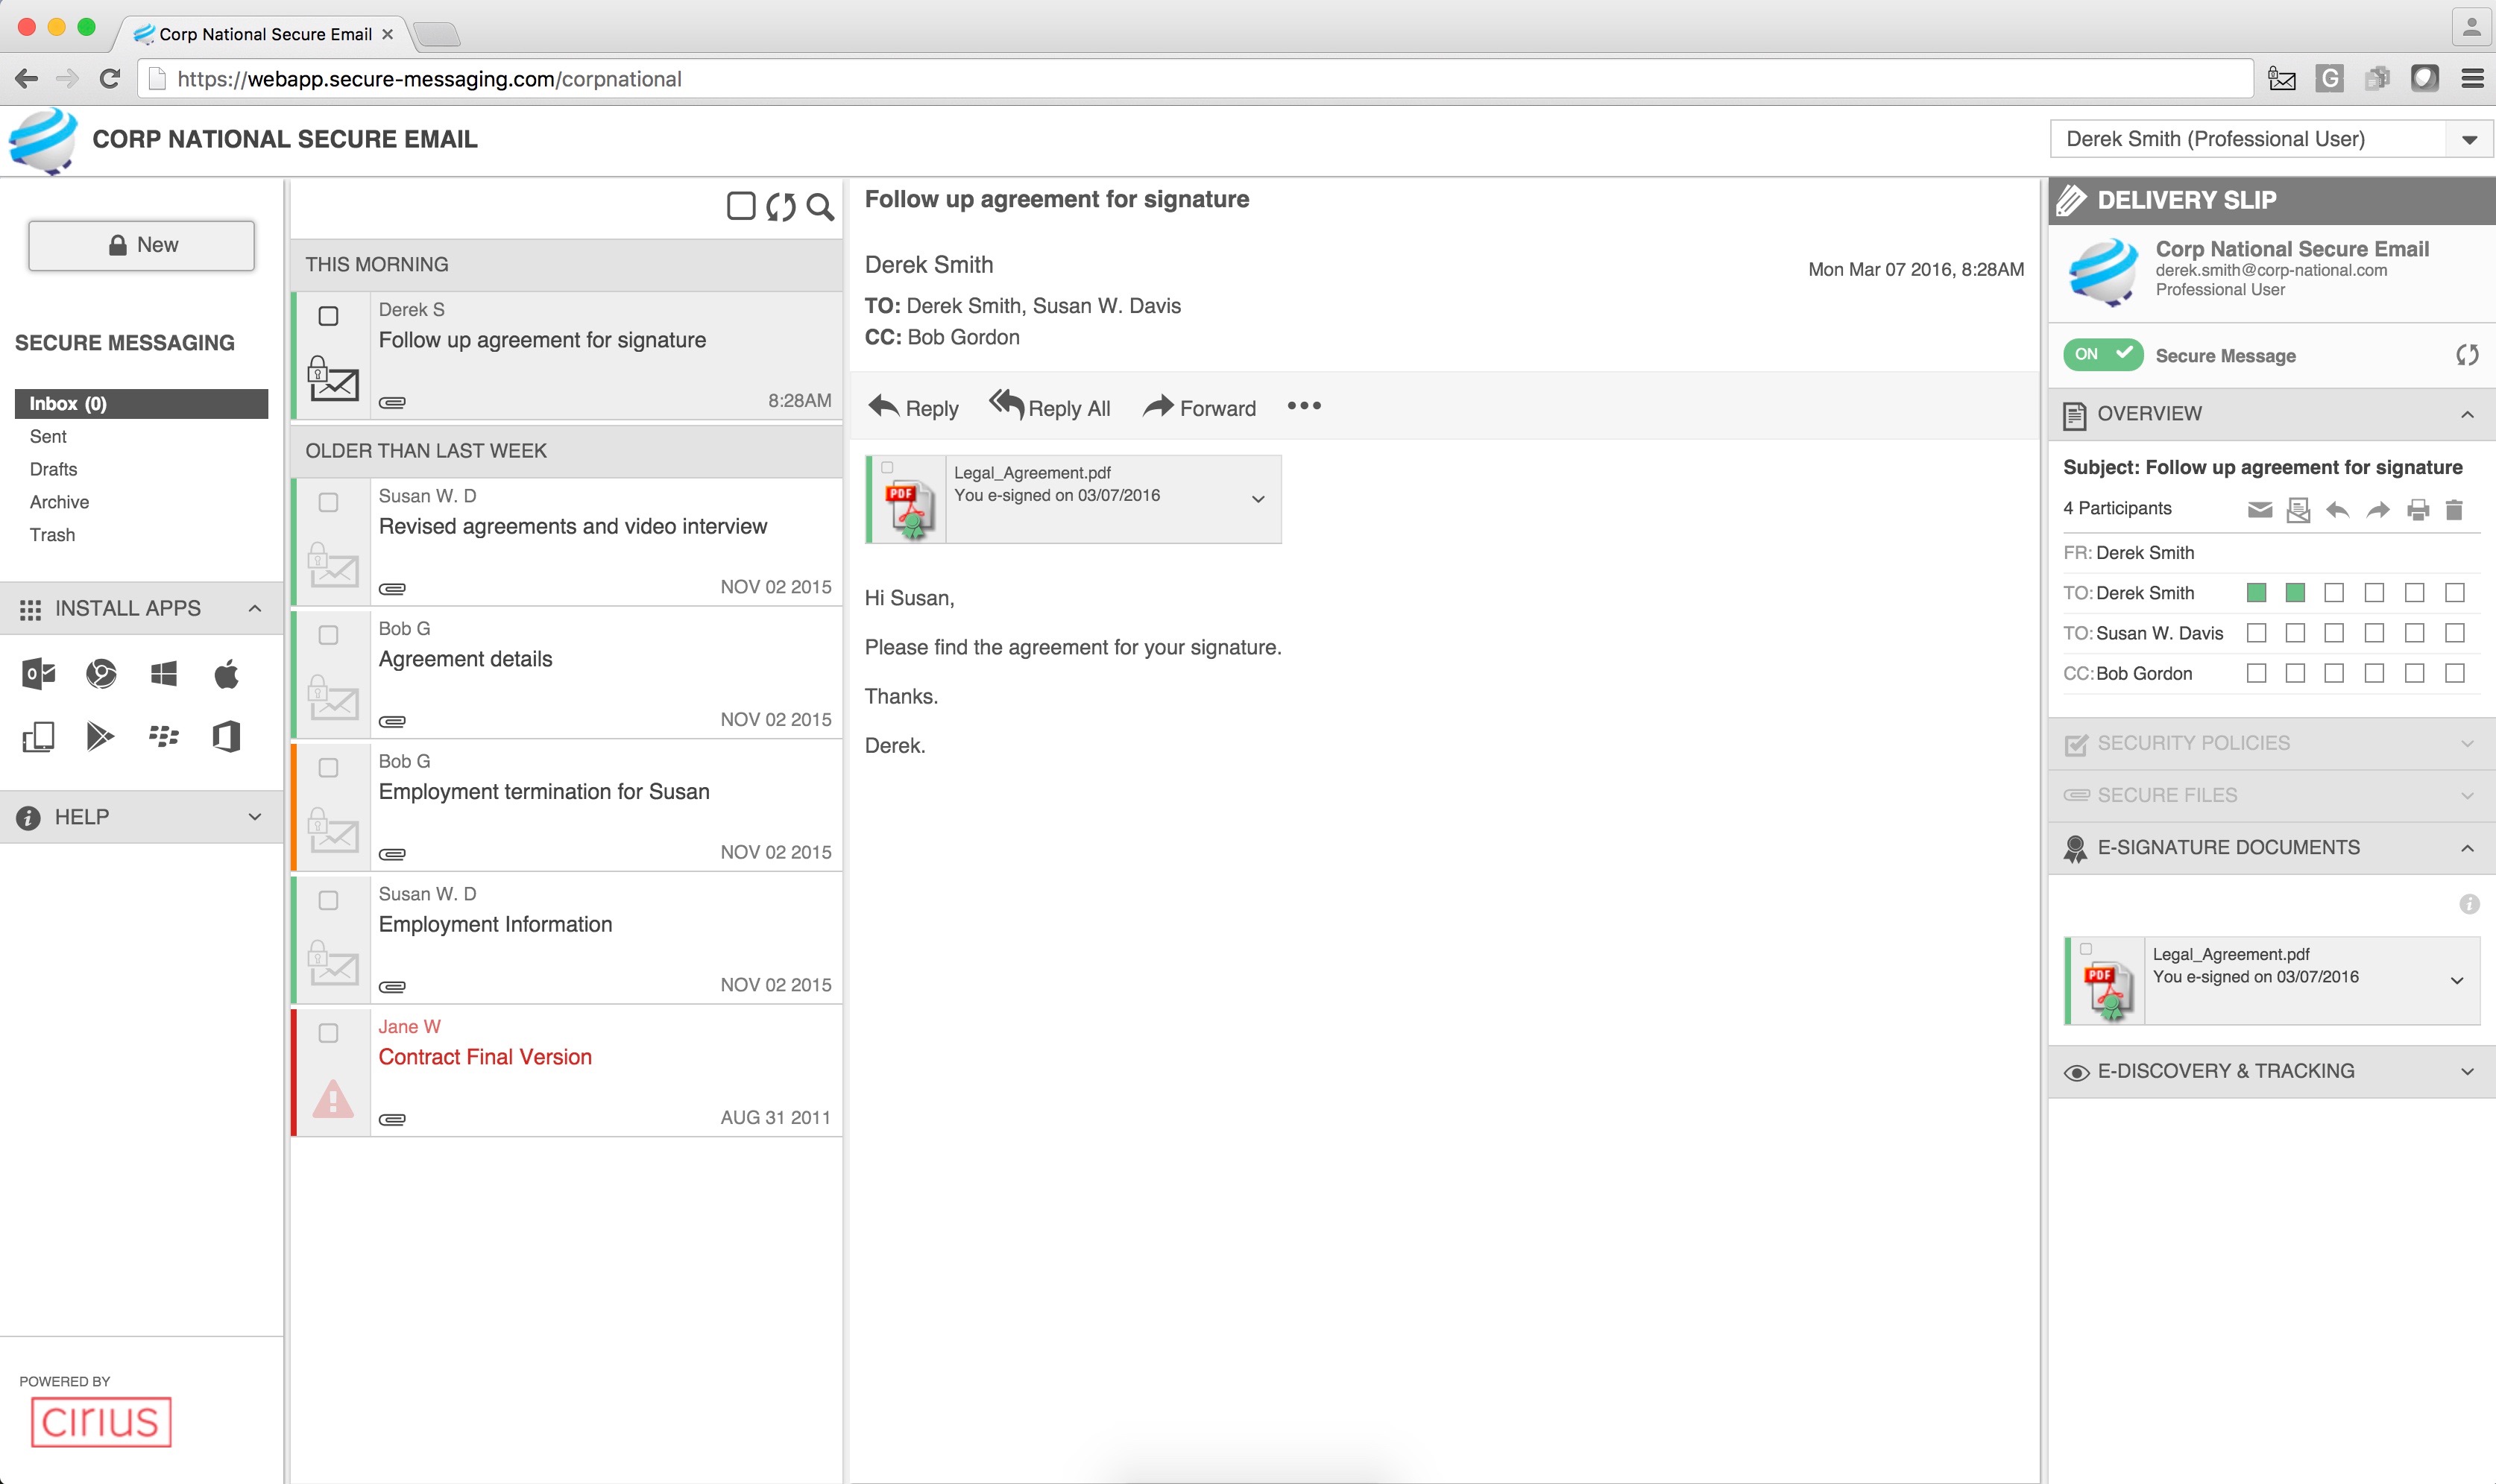 Corp National Secure Email
https://webapp.secure-messaging.com/corpnational
CORP NATIONAL SECURE EMAIL
Derek Smith (Professional User)
New
SECURE MESSAGING
Inbox (0)
Sent
Drafts
Archive
Trash
INSTALL APPS
HELP
POWERED BY
cirius
THIS MORNING
Derek S
Follow up agreement for signature
8:28AM
OLDER THAN LAST WEEK
Susan W. D
Revised agreements and video interview
NOV 02 2015
Bob G
Agreement details
NOV 02 2015
Bob G
Employment termination for Susan
NOV 02 2015
Susan W. D
Employment Information
NOV 02 2015
Jane W
Contract Final Version
AUG 31 2011
Follow up agreement for signature
Derek Smith
Mon Mar 07 2016, 8:28AM
TO: Derek Smith, Susan W. Davis
CC: Bob Gordon
Reply
Reply All
Forward
PDF
Legal_Agreement.pdf
You e-signed on 03/07/2016
Hi Susan,
Please find the agreement for your signature.
Thanks.
Derek.
DELIVERY SLIP
Corp National Secure Email
derek.smith@corp-national.com
Professional User
ON
Secure Message
OVERVIEW
Subject: Follow up agreement for signature
4 Participants
FR: Derek Smith
TO: Derek Smith
TO: Susan W. Davis
CC: Bob Gordon
SECURITY POLICIES
SECURE FILES
E-SIGNATURE DOCUMENTS
PDF
Legal_Agreement.pdf
You e-signed on 03/07/2016
E-DISCOVERY & TRACKING